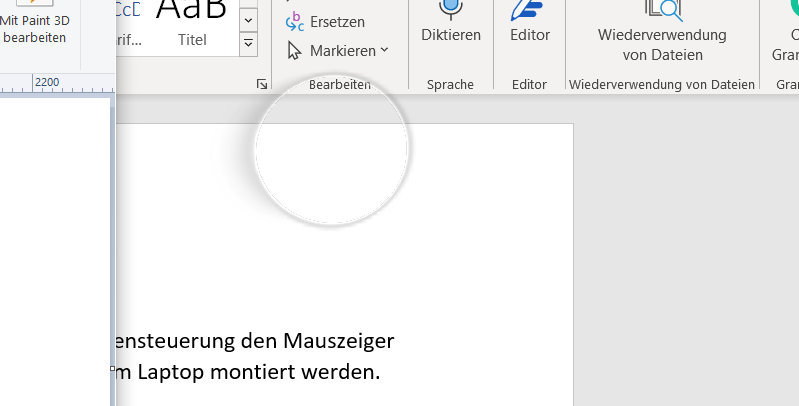 Mit Paint 3D
bearbeiten
2200
AaB
Titel
Ersetzen
Markieren
Bearbeiten
Diktieren
Sprache
Editor
Editor
Wiederverwendung
von Dateien
Wiederverwendung von Dateien
ensteuerung den Mauszeiger
m Laptop montiert werden.